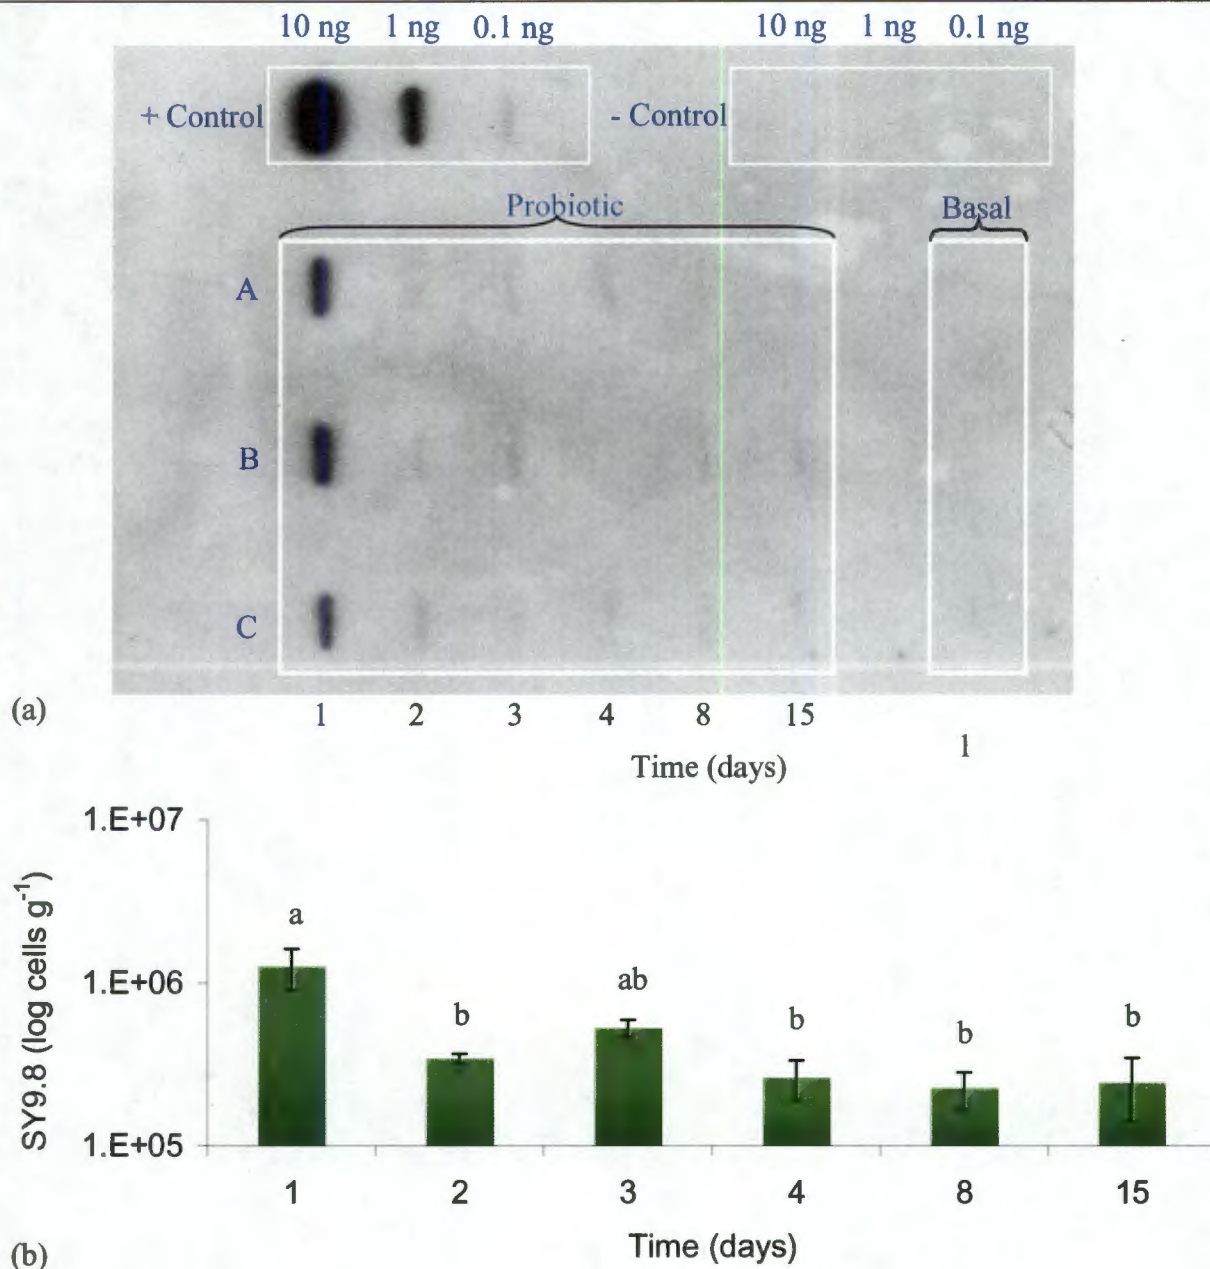 10 ng 1 ng 0.1 ng 10 ng 1 ng 0.1 ng
+ Control - Control
Probiotic Basal
A
B
C
(a)
1 2 3 4 8 15
1
Time (days)
1.E+07
1.E+06
1.E+05
SY9.8 (log cells g⁻¹)
a b ab b b b
1 2 3 4 8 15
Time (days)
(b)